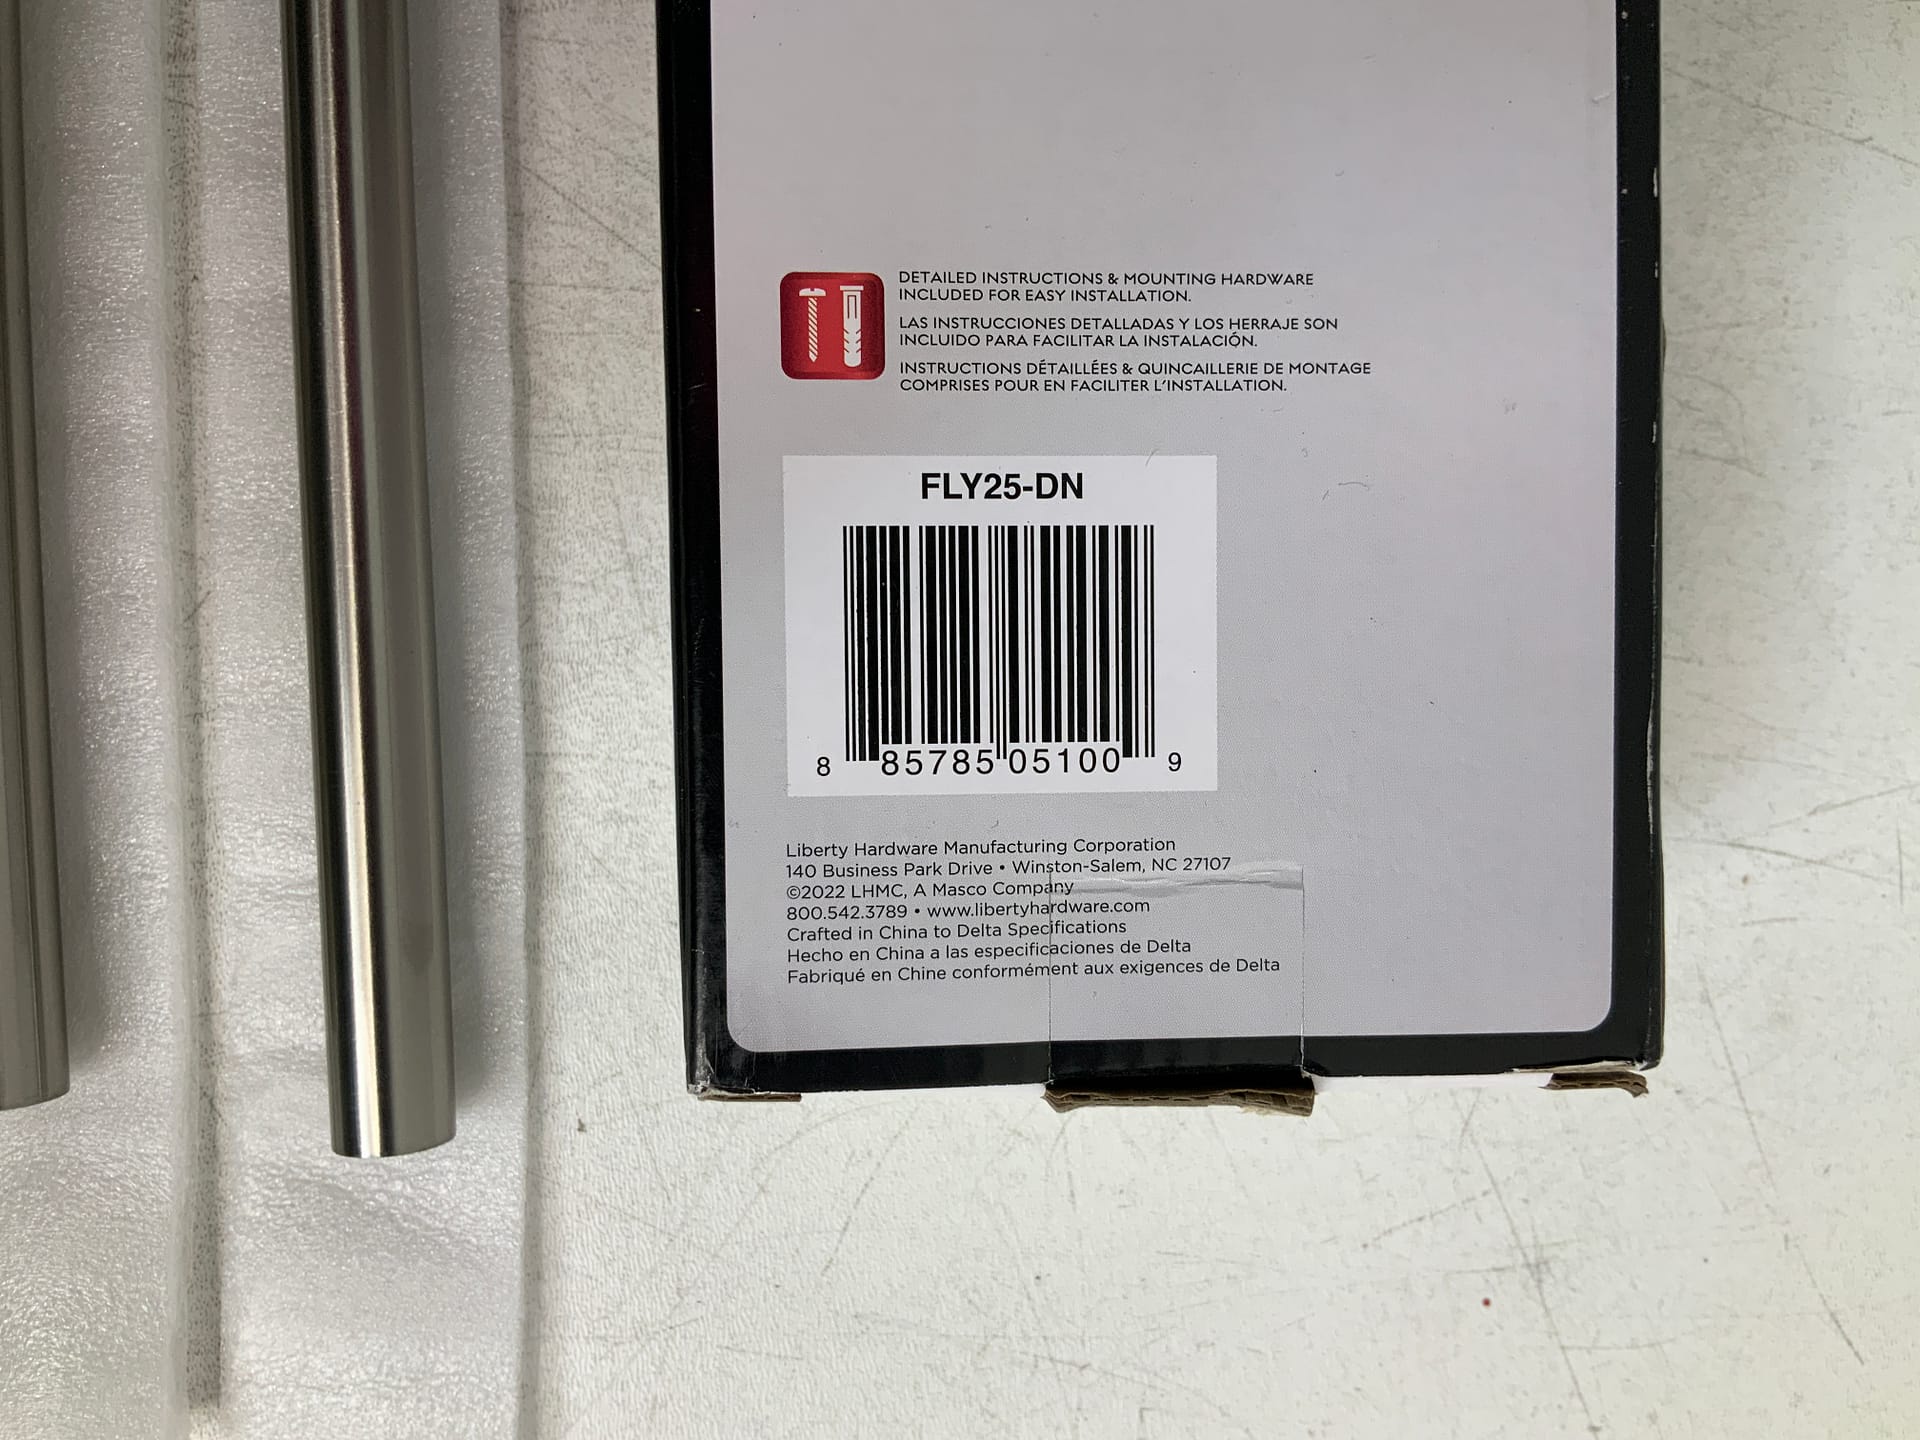 DETAILED INSTRUCTIONS & MOUNTING HARDWARE
INCLUDED FOR EASY INSTALLATION.
LAS INSTRUCCIONES DETALLADAS Y LOS HERRAJE SON
INCLUIDO PARA FACILITAR LA INSTALACIÓN.
INSTRUCTIONS DÉTAILLÉES & QUINCAILLERIE DE MONTAGE
COMPRISES POUR EN FACILITER L'INSTALLATION.
FLY25-DN
8 85785 05100 9
Liberty Hardware Manufacturing Corporation
140 Business Park Drive • Winston-Salem, NC 27107
©2022 LHMC, A Masco Company
800.542.3789 • www.libertyhardware.com
Crafted in China to Delta Specifications
Hecho en China a las especificaciones de Delta
Fabriqué en Chine conformément aux exigences de Delta